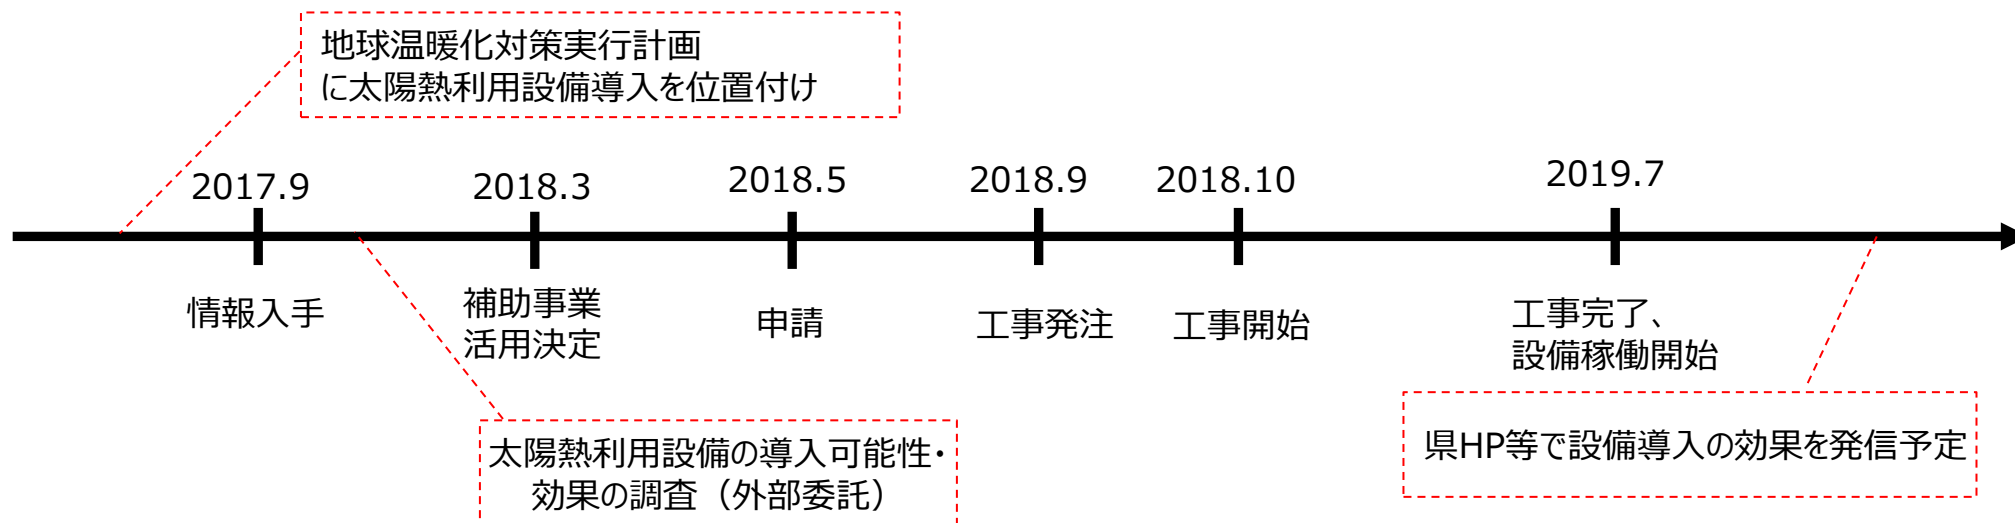 地球温暖化対策実行計画
に太陽熱利用設備導入を位置付け
2017.9
2018.3
2018.5
2018.9
2018.10
2019.7
情報入手
補助事業
活用決定
申請
工事発注
工事開始
工事完了、
設備稼働開始
太陽熱利用設備の導入可能性・
効果の調査（外部委託）
県HP等で設備導入の効果を発信予定